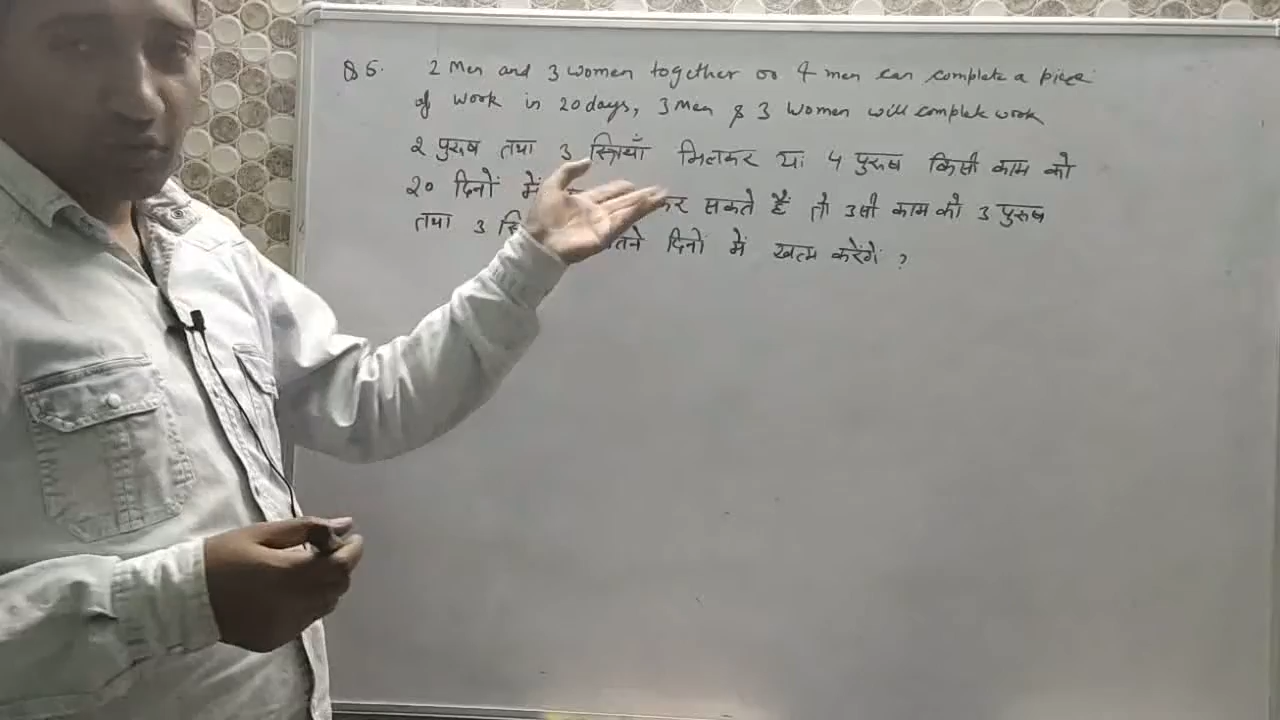 Q 5. 2 Men and 3 women together or 4 men can complete a piece
of work in 20 days, 3 Men & 3 Women will complete work
2 पुरुष तथा 3 स्त्रियाँ मिलकर या 4 पुरुष किसी काम को
20 दिनों में कर सकते हैं तो उसी काम को 3 पुरुष
तथा 3 दिनों में खत्म करेंगें ?